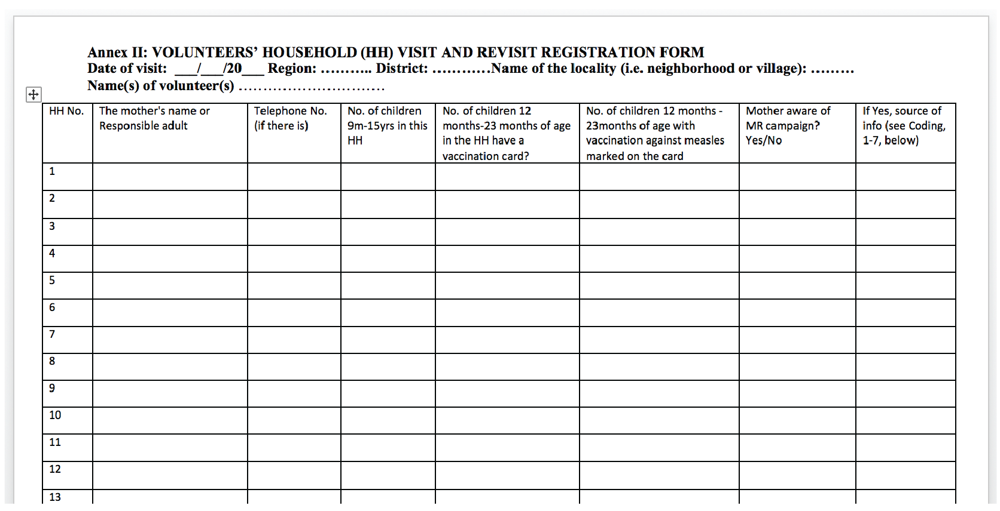 Annex II: VOLUNTEERS’ HOUSEHOLD (HH) VISIT AND REVISIT REGISTRATION FORM
Date of visit: ___/___/20___ Region: ……….. District: …………Name of the locality (i.e. neighborhood or village): ………
Name(s) of volunteer(s) …………………………
HH No.
The mother's name or
Responsible adult
Telephone No.
(if there is)
No. of children
9m-15yrs in this
HH
No. of children 12
months-23 months of age
in the HH have a
vaccination card?
No. of children 12 months -
23months of age with
vaccination against measles
marked on the card
Mother aware of
MR campaign?
Yes/No
If Yes, source of
info (see Coding,
1-7, below)
1
2
3
4
5
6
7
8
9
10
11
12
13